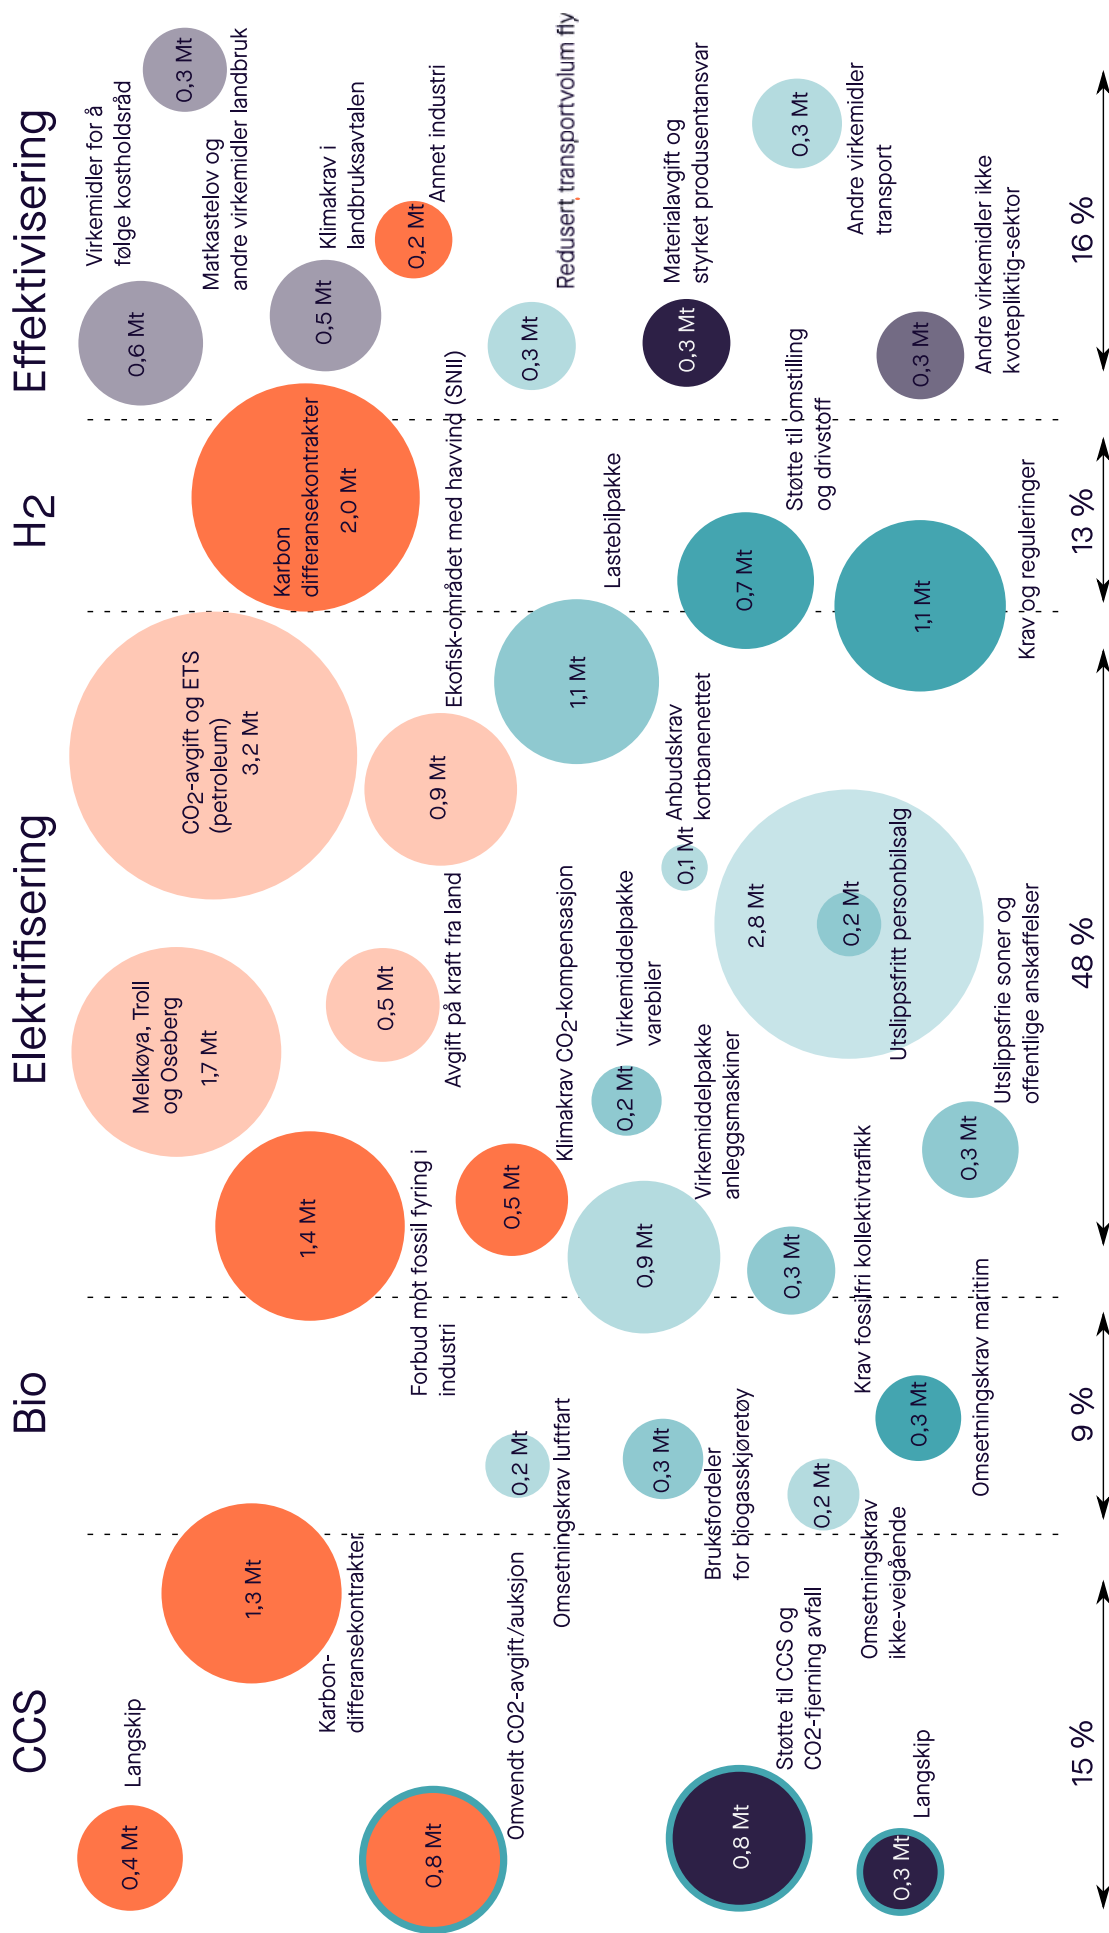 CCS
Bio
Elektrifisering
H2
Effektivisering
0,4 Mt
Langskip
1,3 Mt
Karbon-
differansekontrakter
0,8 Mt
Omvendt CO2-avgift/auksjon
0,8 Mt
Støtte til CCS og
CO2-fjerning avfall
0,3 Mt
Langskip
0,2 Mt
Omsetningskrav luftfart
0,3 Mt
Bruksfordeler
for biogasskjøretøy
0,2 Mt
Omsetningskrav
ikke-veigående
0,3 Mt
Omsetningskrav maritim
Melkøya, Troll
og Oseberg
1,7 Mt
CO2-avgift og ETS
(petroleum)
3,2 Mt
1,4 Mt
Forbud mot fossil fyring i
industri
0,5 Mt
Avgift på kraft fra land
0,9 Mt
Ekofisk-området med havvind (SNII)
0,5 Mt
Klimakrav CO2-kompensasjon
1,1 Mt
Lastebilpakke
0,2 Mt
Virkemiddelpakke
varebiler
0,9 Mt
Virkemiddelpakke
anleggsmaskiner
0,1 Mt
Anbudskrav
kortbanenettet
0,3 Mt
Krav fossilfri kollektivtrafikk
2,8 Mt
0,2 Mt
Utslippsfritt personbilsalg
0,3 Mt
Utslippsfrie soner og
offentlige anskaffelser
Karbon
differansekontrakter
2,0 Mt
0,7 Mt
Støtte til omstilling
og drivstoff
1,1 Mt
Krav og reguleringer
0,6 Mt
Virkemidler for å
følge kostholdsråd
0,3 Mt
Matkastelov og
andre virkemidler landbruk
0,5 Mt
Klimakrav i
landbruksavtalen
0,2 Mt
Annet industri
0,3 Mt
Redusert transportvolum fly
0,3 Mt
Materialavgift og
styrket produsentansvar
0,3 Mt
Andre virkemidler
transport
0,3 Mt
Andre virkemidler ikke
kvotepliktig-sektor
15 %
9 %
48 %
13 %
16 %